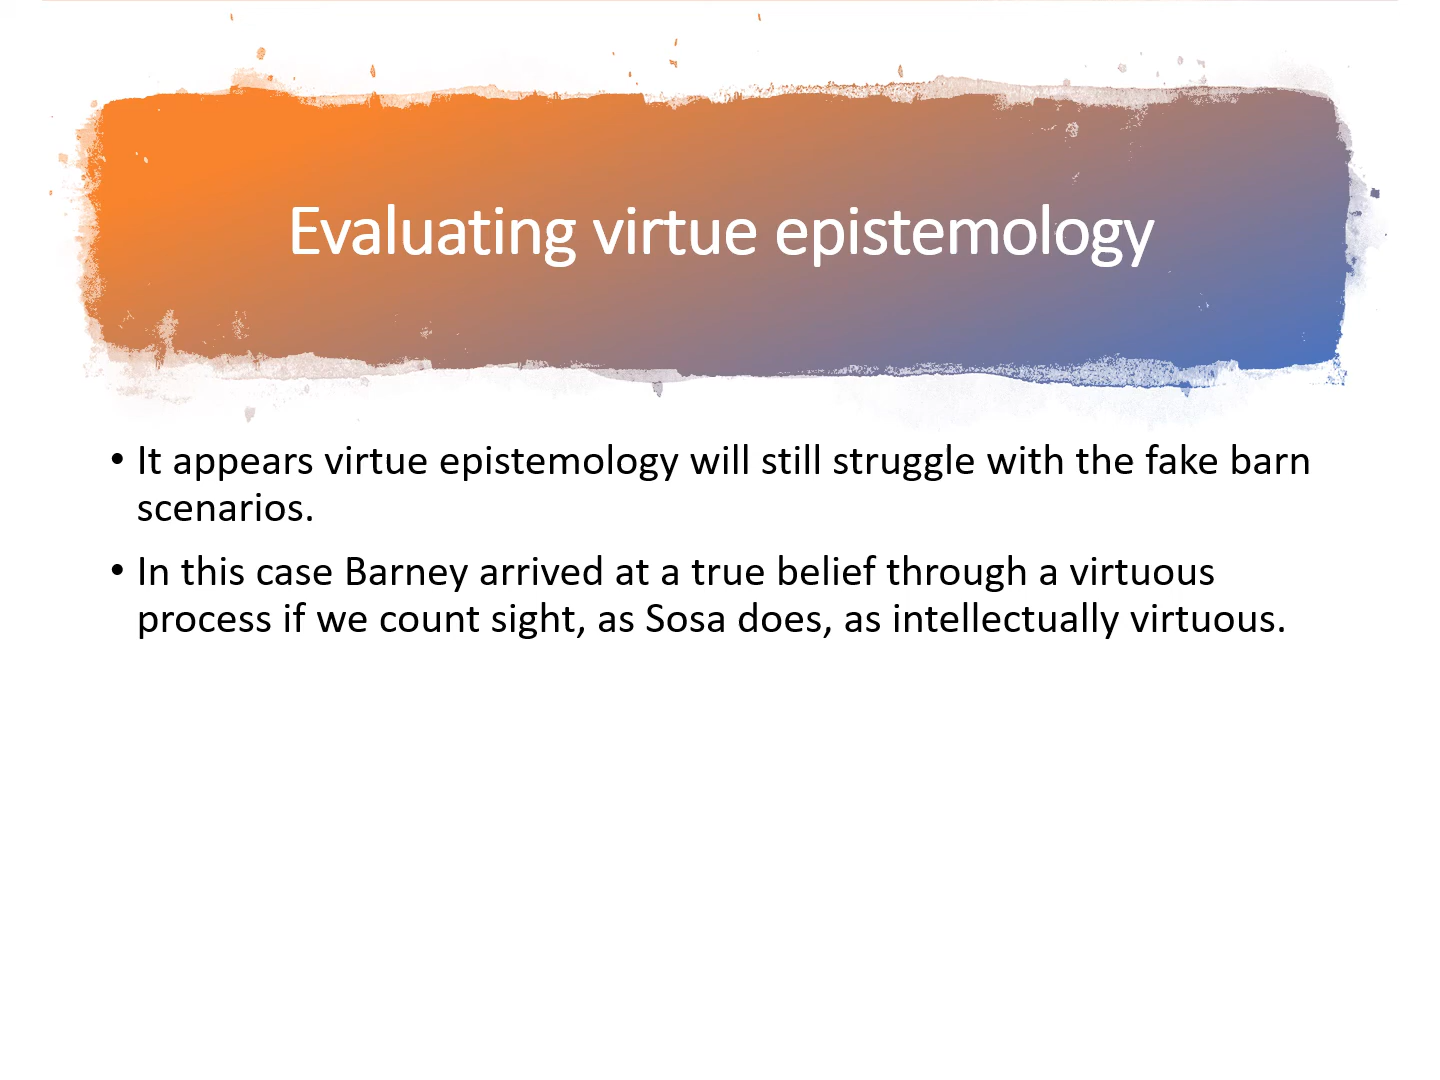 Evaluating virtue epistemology
• It appears virtue epistemology will still struggle with the fake barn
scenarios.
• In this case Barney arrived at a true belief through a virtuous
process if we count sight, as Sosa does, as intellectually virtuous.